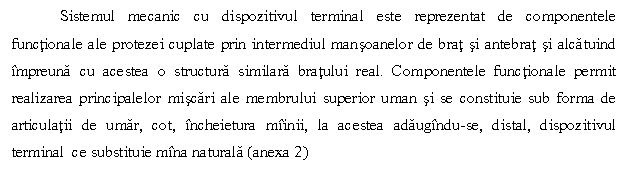 Sistemul mecanic cu dispozitivul terminal este reprezentat de componentele
funcţionale ale protezei cuplate prin intermediul manşoanelor de braţ şi antebraţ şi alcătuind
împreună cu acestea o structură similară braţului real. Componentele funcţionale permit
realizarea principalelor mişcări ale membrului superior uman şi se constituie sub forma de
articulaţii de umăr, cot, încheietura mîinii, la acestea adăugîndu-se, distal, dispozitivul
terminal ce substituie mîna naturală (anexa 2)